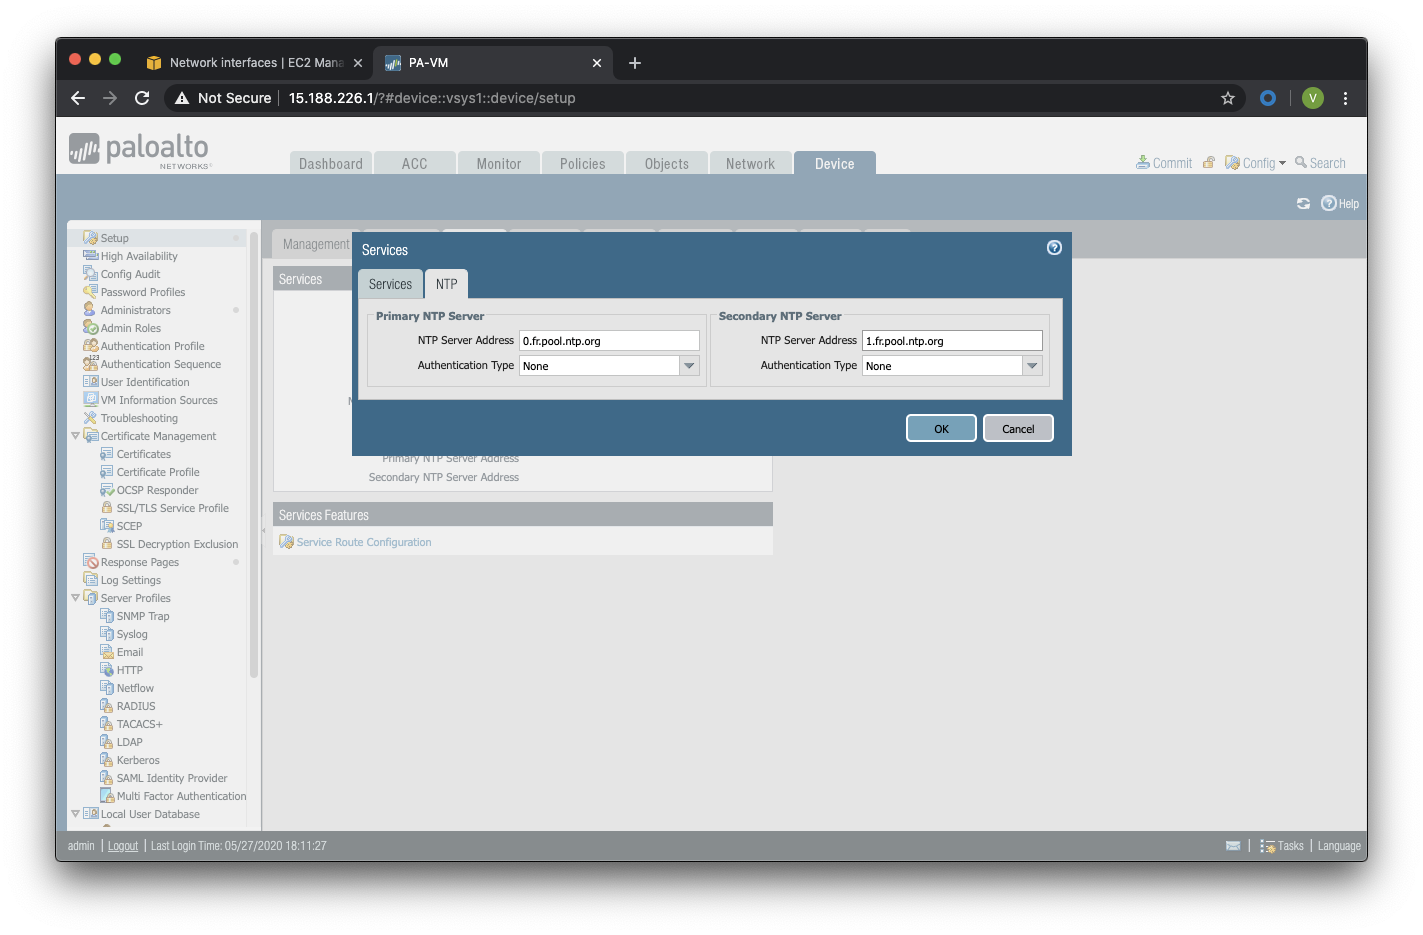 Network interfaces | EC2 Mana
PA-VM
Not Secure
15.188.226.1/?#device::vsys1::device/setup
V
paloalto
NETWORKS®
Dashboard
ACC
Monitor
Policies
Objects
Network
Device
Commit
Config
Search
Help
Setup
High Availability
Config Audit
Password Profiles
Administrators
Admin Roles
Authentication Profile
Authentication Sequence
User Identification
VM Information Sources
Troubleshooting
Certificate Management
Certificates
Certificate Profile
OCSP Responder
SSL/TLS Service Profile
SCEP
SSL Decryption Exclusion
Response Pages
Log Settings
Server Profiles
SNMP Trap
Syslog
Email
HTTP
Netflow
RADIUS
TACACS+
LDAP
Kerberos
SAML Identity Provider
Multi Factor Authentication
Local User Database
Management
Services
Services
Services
NTP
Primary NTP Server
NTP Server Address 0.fr.pool.ntp.org
Authentication Type None
Secondary NTP Server
NTP Server Address 1.fr.pool.ntp.org
Authentication Type None
OK
Cancel
Primary NTP Server Address
Secondary NTP Server Address
Services Features
Service Route Configuration
admin | Logout | Last Login Time: 05/27/2020 18:11:27
Tasks | Language